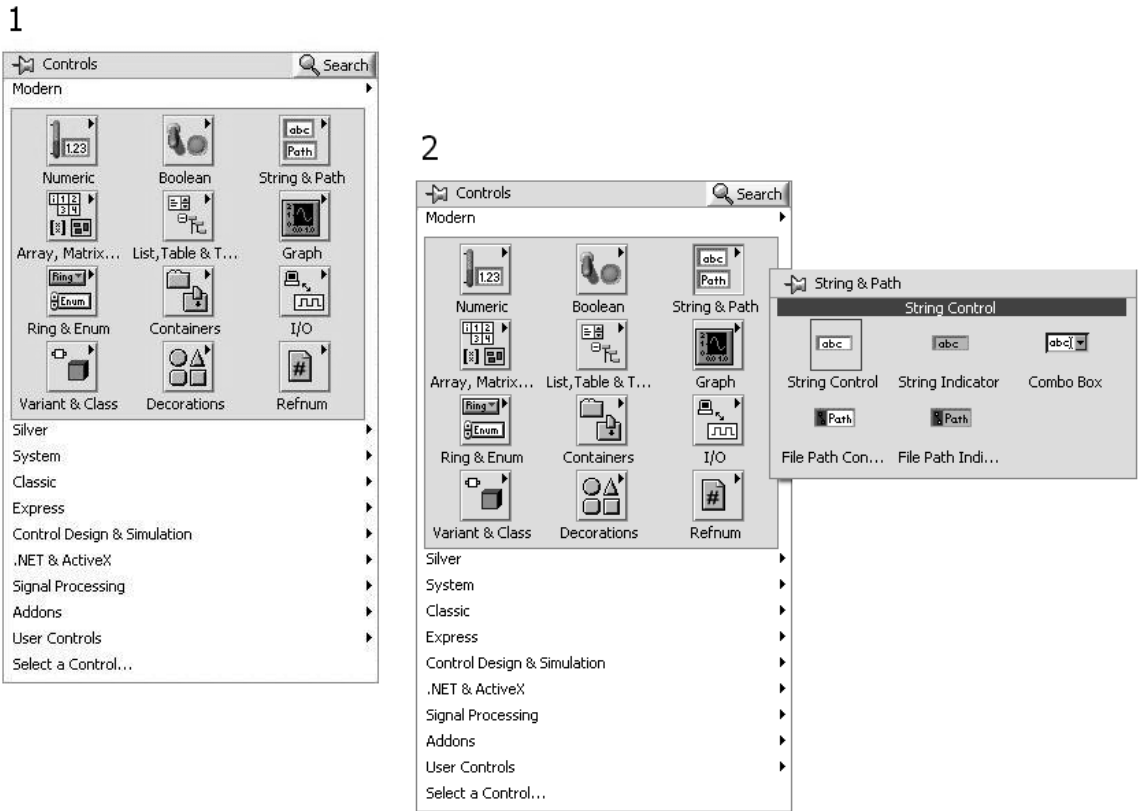 1
Controls Search
Modern
1.23 abc Path
Numeric Boolean String & Path
Array, Matrix... List, Table & T... Graph
Ring Enum
Ring & Enum Containers I/O
#
Variant & Class Decorations Refnum
Silver
System
Classic
Express
Control Design & Simulation
.NET & ActiveX
Signal Processing
Addons
User Controls
Select a Control...
2
Controls Search
Modern
1.23 abc Path
Numeric Boolean String & Path
Array, Matrix... List, Table & T... Graph
Ring Enum
Ring & Enum Containers I/O
#
Variant & Class Decorations Refnum
Silver
System
Classic
Express
Control Design & Simulation
.NET & ActiveX
Signal Processing
Addons
User Controls
Select a Control...
String & Path
String Control
abc abc abc
String Control String Indicator Combo Box
Path Path
File Path Con... File Path Indi...